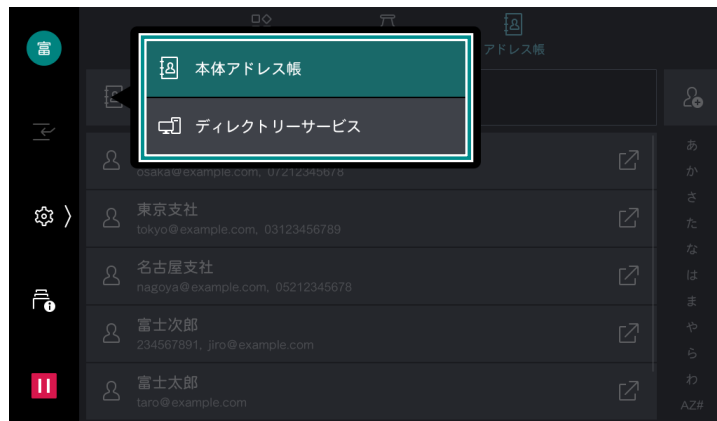 富
アドレス帳
本体アドレス帳
ディレクトリーサービス
osaka@example.com, 07212345678
東京支社
tokyo@example.com, 03123456789
名古屋支社
nagoya@example.com, 05212345678
富士次郎
234567891, jiro@example.com
富士太郎
taro@example.com
あ
か
さ
た
な
は
ま
や
ら
わ
AZ#